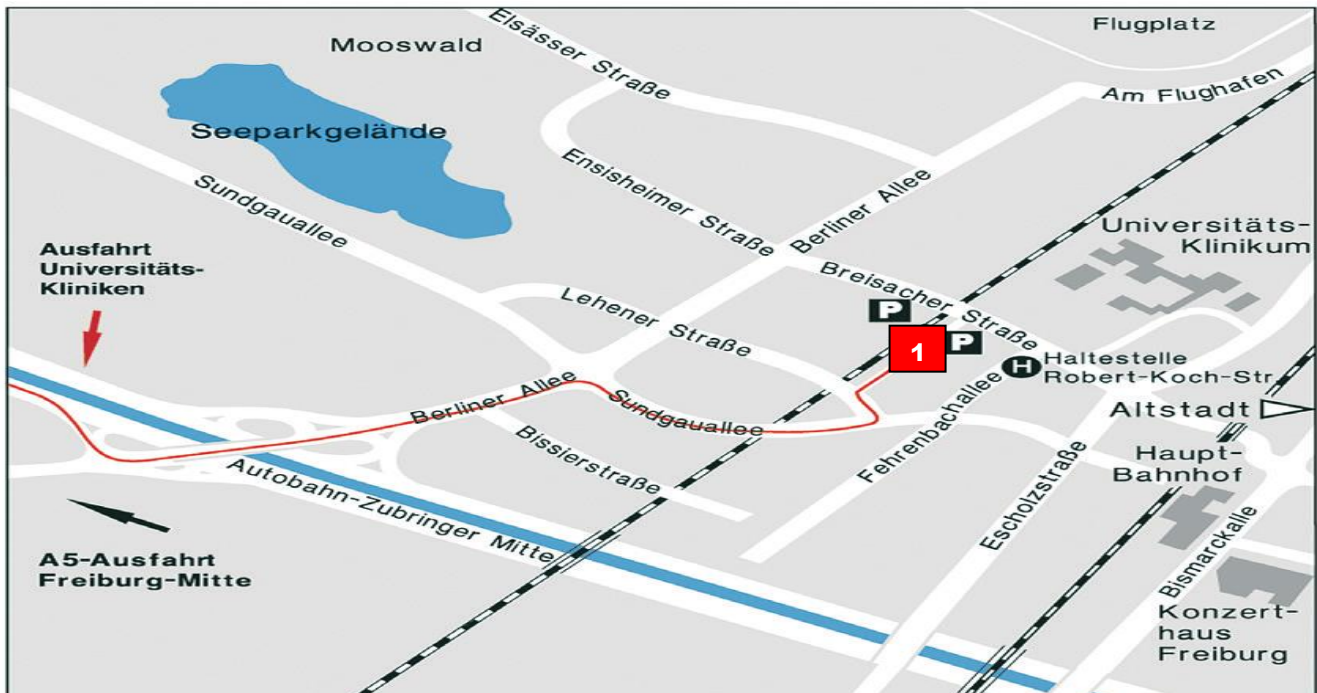 Elsässer Straße
Flugplatz
Mooswald
Am Flughafen
Seeparkgelände
Ensisheimer Straße
Berliner Allee
Sundgauallee
Universitäts-
Klinikum
Ausfahrt
Universitäts-
Kliniken
Breisacher Straße
Lehener Straße
P
1
P
H
Haltestelle
Robert-Koch-Str.
Berliner Allee
Sundgauallee
Altstadt
Bissierstraße
Fehrenbachallee
Haupt-
Bahnhof
Autobahn-Zubringer Mitte
Escholzstraße
A5-Ausfahrt
Freiburg-Mitte
Bismarckalle
Konzert-
haus
Freiburg